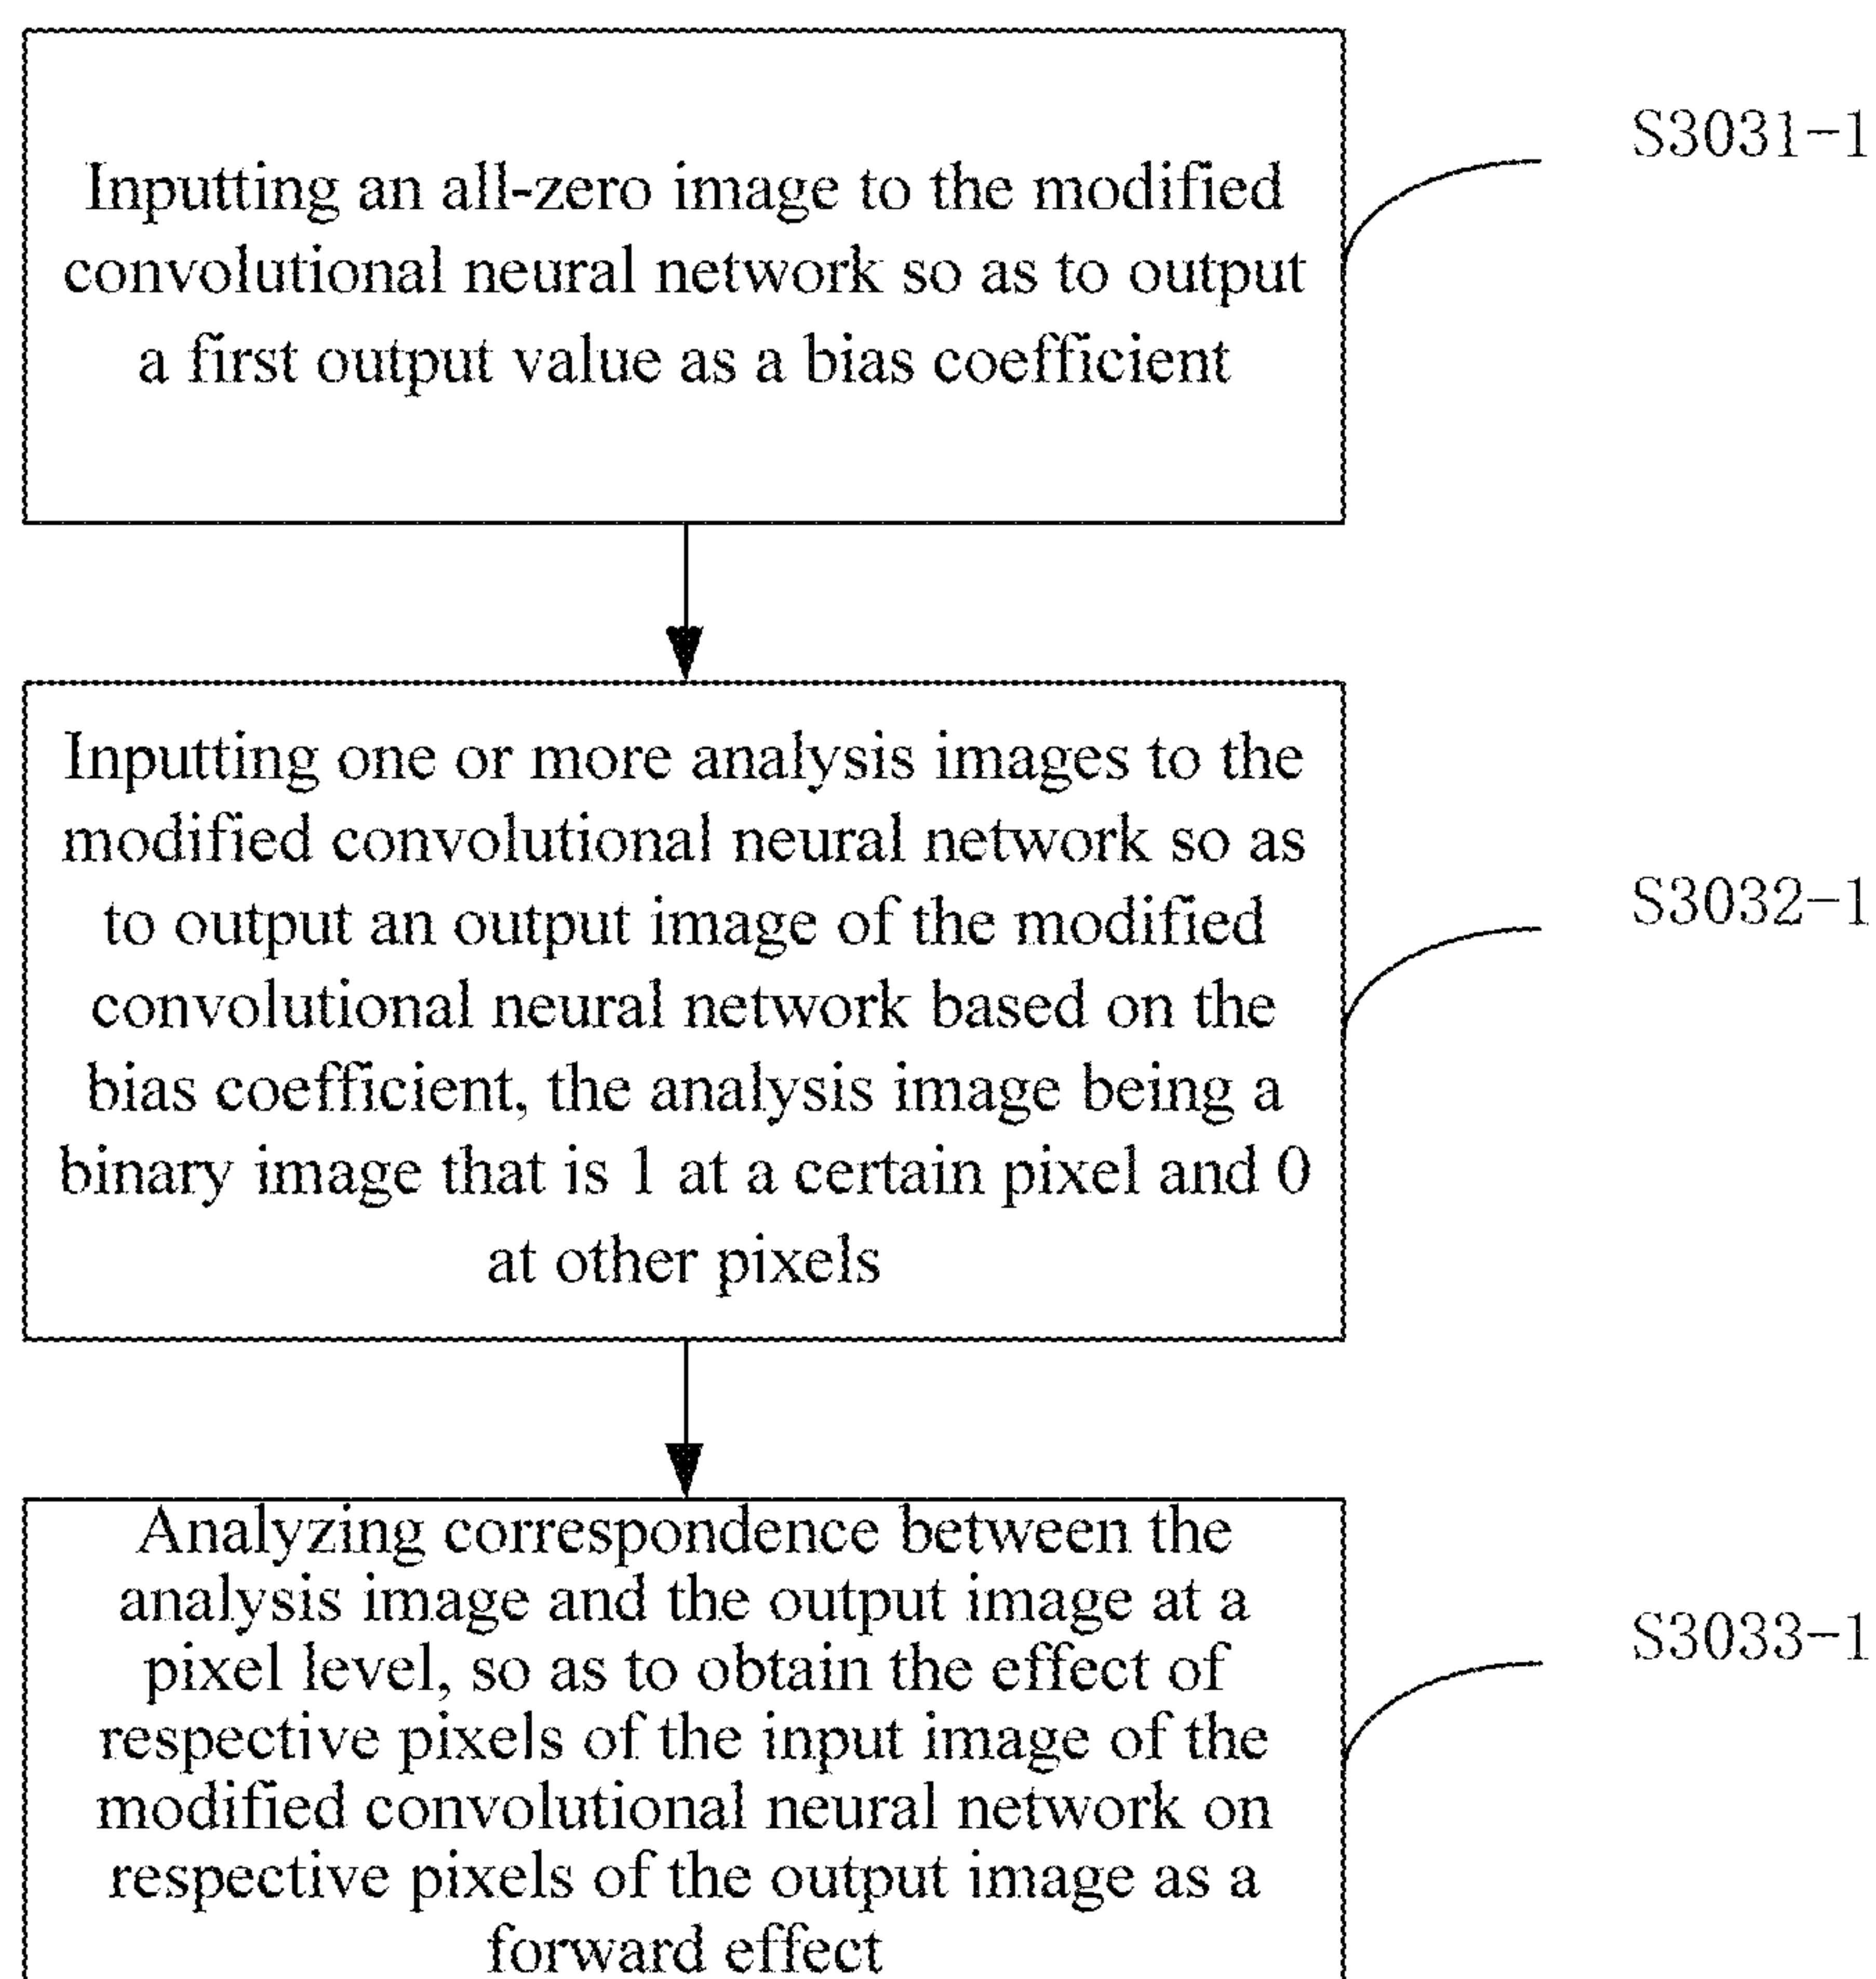 S3031-1
Inputting an all-zero image to the modified
convolutional neural network so as to output
a first output value as a bias coefficient
Inputting one or more analysis images to the
modified convolutional neural network so as
to output an output image of the modified
convolutional neural network based on the
bias coefficient, the analysis image being a
binary image that is 1 at a certain pixel and 0
at other pixels
S3032-1
Analyzing correspondence between the
analysis image and the output image at a
pixel level, so as to obtain the effect of
respective pixels of the input image of the
modified convolutional neural network on
respective pixels of the output image as a
forward effect
S3033-1